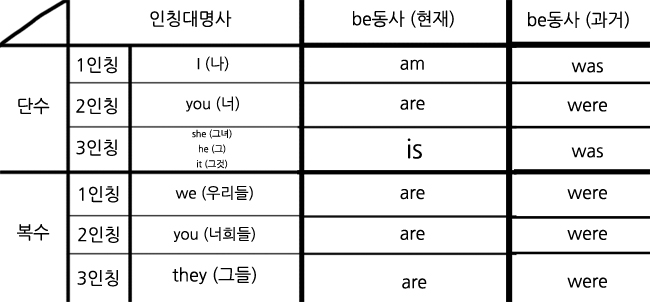 인칭대명사 be동사 (현재) be동사 (과거)
단수 1인칭 I (나) am was
2인칭 you (너) are were
3인칭 she (그녀) is was
he (그)
it (그것)
복수 1인칭 we (우리들) are were
2인칭 you (너희들) are were
3인칭 they (그들) are were